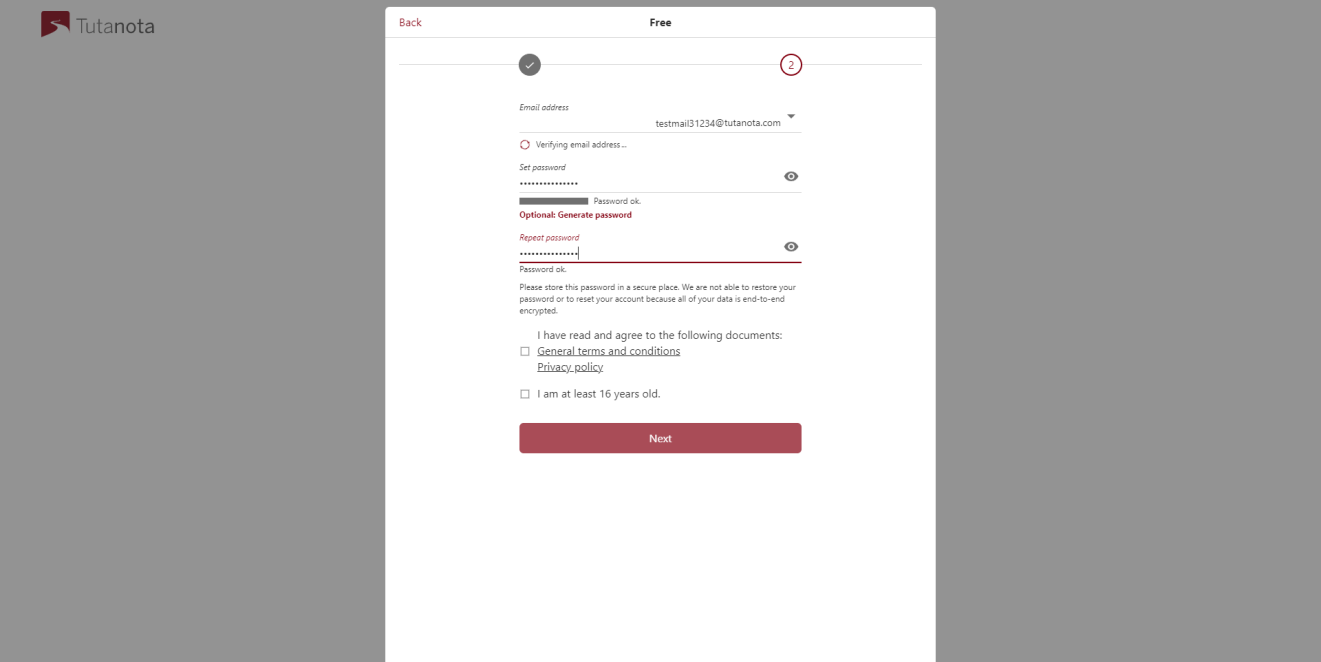 Tutanota
Back
Free
2
Email address
testmail31234@tutanota.com
Verifying email address...
Set password
•••••••••••••••
Password ok.
Optional: Generate password
Repeat password
•••••••••••••••
Password ok.
Please store this password in a secure place. We are not able to restore your
password or to reset your account because all of your data is end-to-end
encrypted.
I have read and agree to the following documents:
General terms and conditions
Privacy policy
I am at least 16 years old.
Next